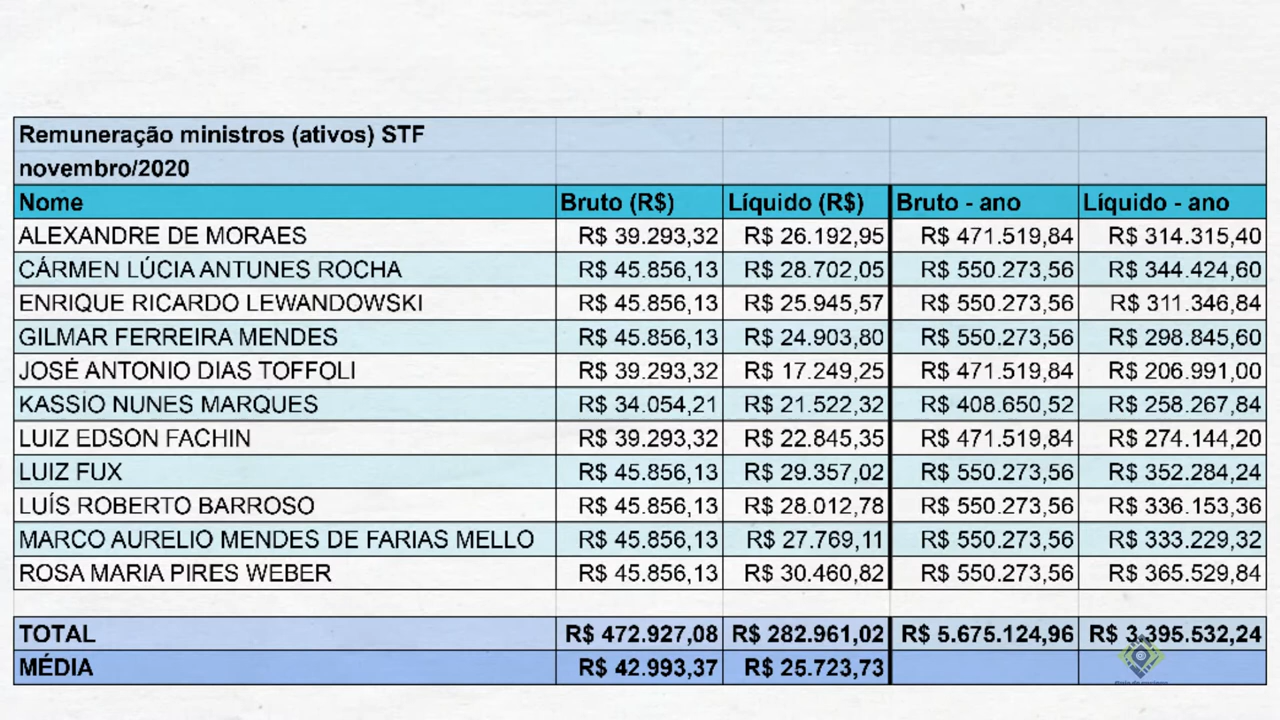 Remuneração ministros (ativos) STF
novembro/2020
Nome Bruto (R$) Líquido (R$) Bruto - ano Líquido - ano
ALEXANDRE DE MORAES R$ 39.293,32 R$ 26.192,95 R$ 471.519,84 R$ 314.315,40
CÁRMEN LÚCIA ANTUNES ROCHA R$ 45.856,13 R$ 28.702,05 R$ 550.273,56 R$ 344.424,60
ENRIQUE RICARDO LEWANDOWSKI R$ 45.856,13 R$ 25.945,57 R$ 550.273,56 R$ 311.346,84
GILMAR FERREIRA MENDES R$ 45.856,13 R$ 24.903,80 R$ 550.273,56 R$ 298.845,60
JOSÉ ANTONIO DIAS TOFFOLI R$ 39.293,32 R$ 17.249,25 R$ 471.519,84 R$ 206.991,00
KASSIO NUNES MARQUES R$ 34.054,21 R$ 21.522,32 R$ 408.650,52 R$ 258.267,84
LUIZ EDSON FACHIN R$ 39.293,32 R$ 22.845,35 R$ 471.519,84 R$ 274.144,20
LUIZ FUX R$ 45.856,13 R$ 29.357,02 R$ 550.273,56 R$ 352.284,24
LUÍS ROBERTO BARROSO R$ 45.856,13 R$ 28.012,78 R$ 550.273,56 R$ 336.153,36
MARCO AURELIO MENDES DE FARIAS MELLO R$ 45.856,13 R$ 27.769,11 R$ 550.273,56 R$ 333.229,32
ROSA MARIA PIRES WEBER R$ 45.856,13 R$ 30.460,82 R$ 550.273,56 R$ 365.529,84
TOTAL R$ 472.927,08 R$ 282.961,02 R$ 5.675.124,96 R$ 3.395.532,24
MÉDIA R$ 42.993,37 R$ 25.723,73